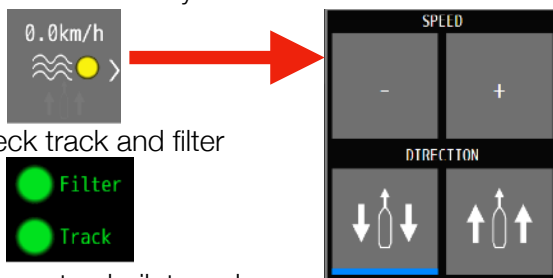 0.0km/h
SPEED
-
+
eck track and filter
Filter
Track
DIRECTION